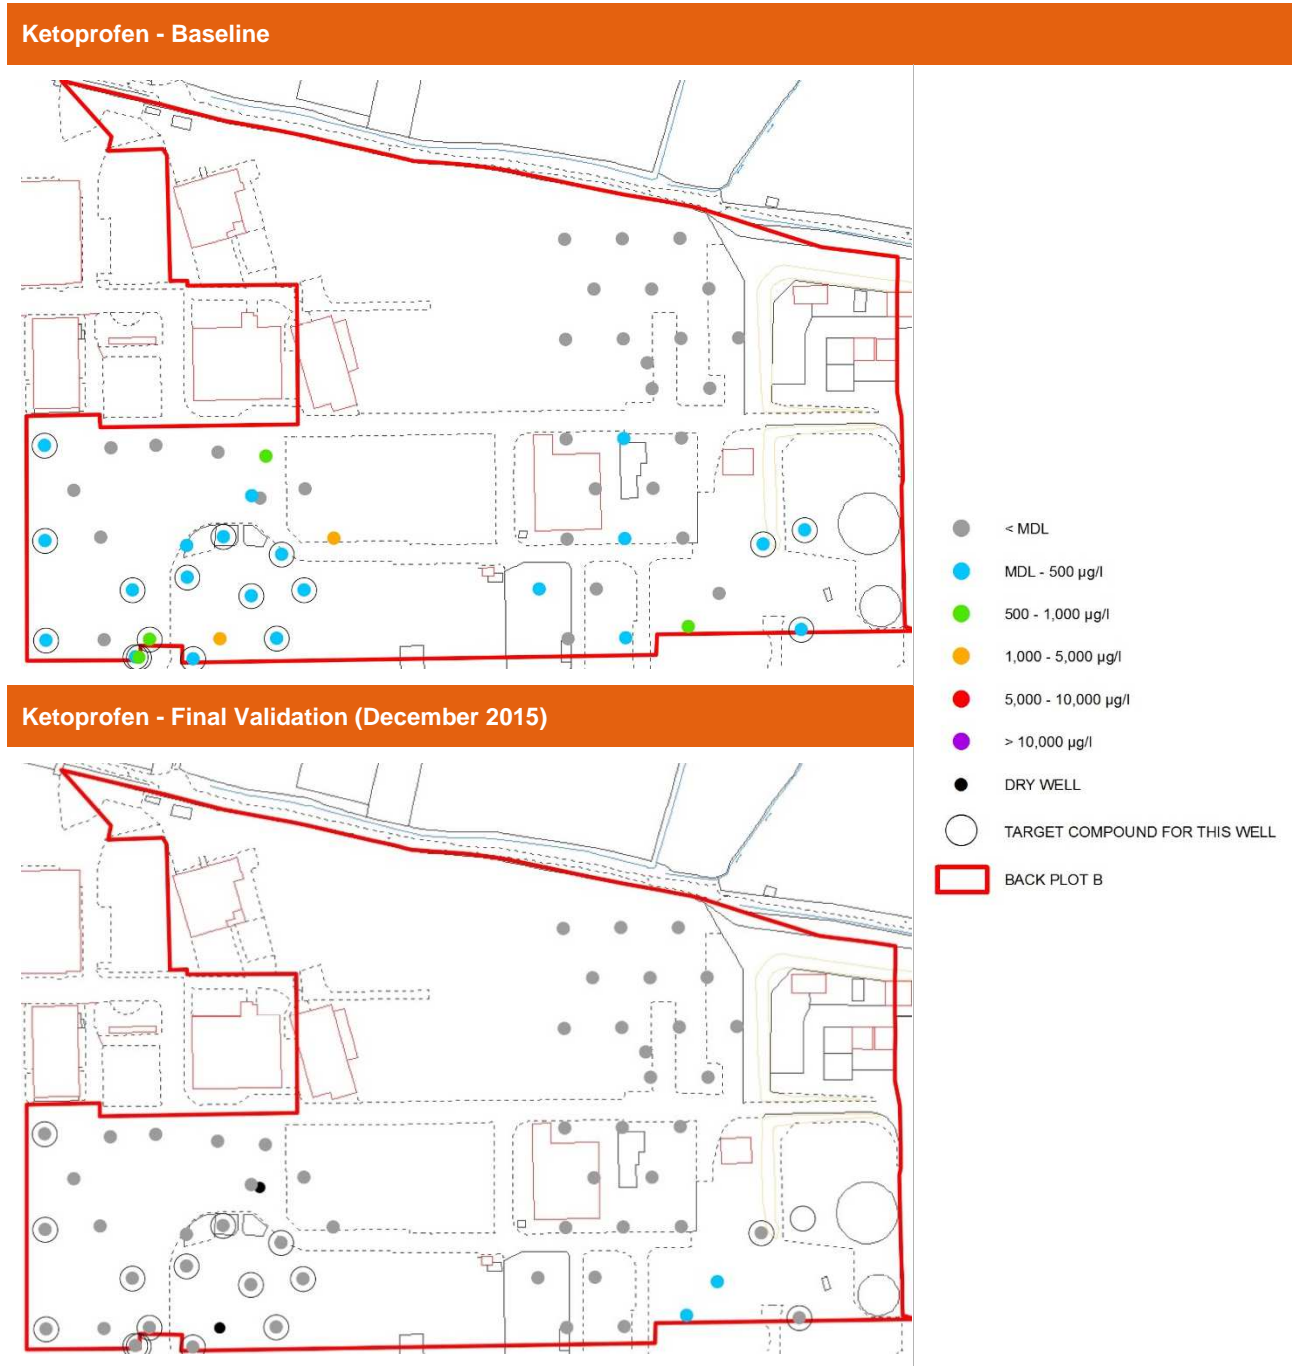 Ketoprofen - Baseline
< MDL
MDL - 500 µg/l
500 - 1,000 µg/l
1,000 - 5,000 µg/l
5,000 - 10,000 µg/l
> 10,000 µg/l
DRY WELL
TARGET COMPOUND FOR THIS WELL
BACK PLOT B
Ketoprofen - Final Validation (December 2015)